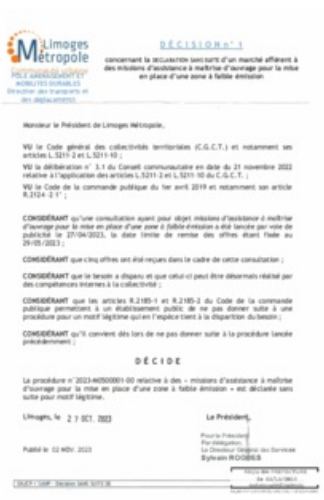 Limoges
Métropole
PÔLE AMÉNAGEMENT ET
MOBILITÉS DURABLES
Direction des transports et
des déplacements
DÉCISION n° 1
concernant la DECLARATION SANS SUITE d'un marché afférent à
des missions d'assistance à maîtrise d'ouvrage pour la mise
en place d'une zone à faible émission
Monsieur le Président de Limoges Métropole,
VU le Code général des collectivités territoriales (C.G.C.T.) et notamment ses
articles L.5211-2 et L.5211-10 ;
VU la délibération n° 3.1 du Conseil communautaire en date du 21 novembre 2022
relative à l'application des articles L.5211-2 et L.5211-10 du C.G.C.T. ;
VU le Code de la commande publique du 1er avril 2019 et notamment son article
R.2124-2 1° ;
CONSIDÉRANT qu'une consultation ayant pour objet missions d'assistance à maîtrise
d'ouvrage pour la mise en place d'une zone à faible émission a été lancée par voie de
publicité le 27/04/2023, la date limite de remise des offres étant fixée au
29/05/2023 ;
CONSIDÉRANT que cinq offres ont été reçues dans le cadre de cette consultation ;
CONSIDÉRANT que le besoin a disparu et que celui-ci peut être désormais réalisé par
des compétences internes à la collectivité ;
CONSIDÉRANT que les articles R.2185-1 et R.2185-2 du Code de la commande
publique permettent à un établissement public de ne pas donner suite à une
procédure pour un motif légitime qui en l'espèce tient à la disparition du besoin ;
CONSIDÉRANT qu'il convient dès lors de ne pas donner suite à la procédure lancée
précédemment ;
DÉCIDE
La procédure n°2023-M0500001-00 relative à des « missions d'assistance à maîtrise
d'ouvrage pour la mise en place d'une zone à faible émission » est déclarée sans
suite pour motif légitime.
Limoges, le 27 OCT. 2023
Le Président,
Pour le Président
Par délégation,
Le Directeur Général des Services
Sylvain ROQUES
Publié le 02 NOV. 2023